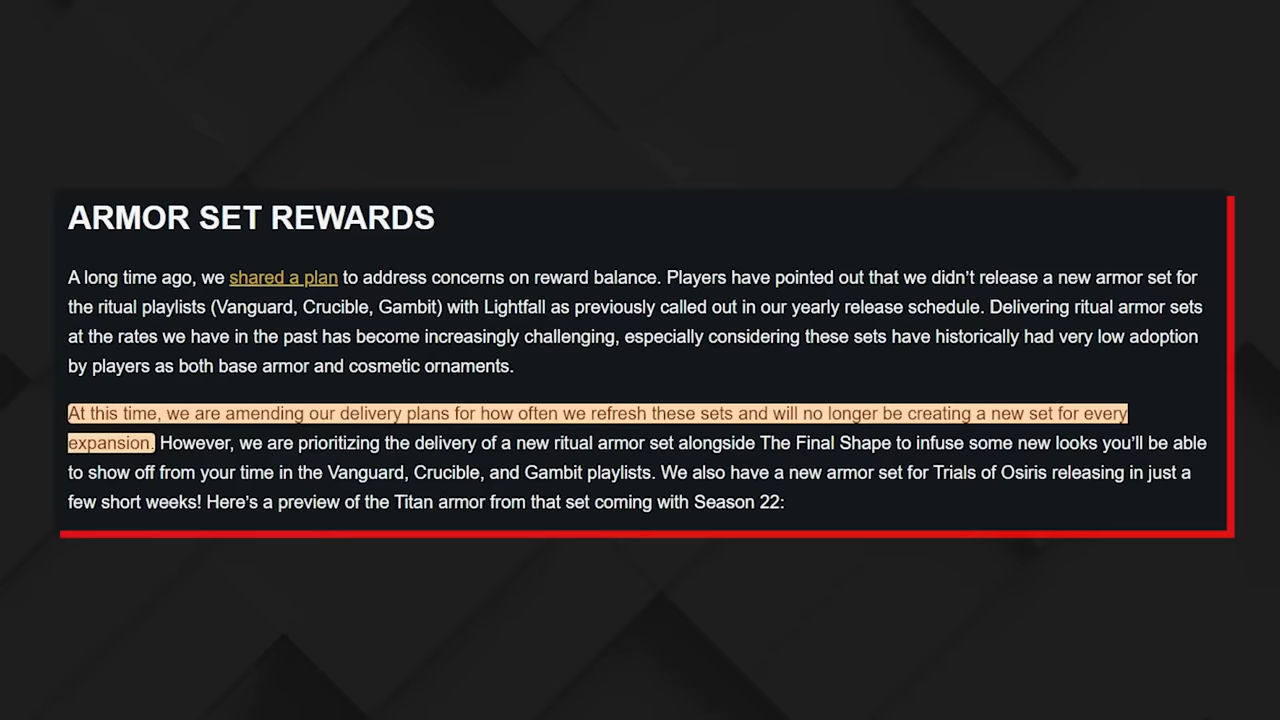 ARMOR SET REWARDS
A long time ago, we shared a plan to address concerns on reward balance. Players have pointed out that we didn’t release a new armor set for
the ritual playlists (Vanguard, Crucible, Gambit) with Lightfall as previously called out in our yearly release schedule. Delivering ritual armor sets
at the rates we have in the past has become increasingly challenging, especially considering these sets have historically had very low adoption
by players as both base armor and cosmetic ornaments.
At this time, we are amending our delivery plans for how often we refresh these sets and will no longer be creating a new set for every
expansion. However, we are prioritizing the delivery of a new ritual armor set alongside The Final Shape to infuse some new looks you’ll be able
to show off from your time in the Vanguard, Crucible, and Gambit playlists. We also have a new armor set for Trials of Osiris releasing in just a
few short weeks! Here’s a preview of the Titan armor from that set coming with Season 22: